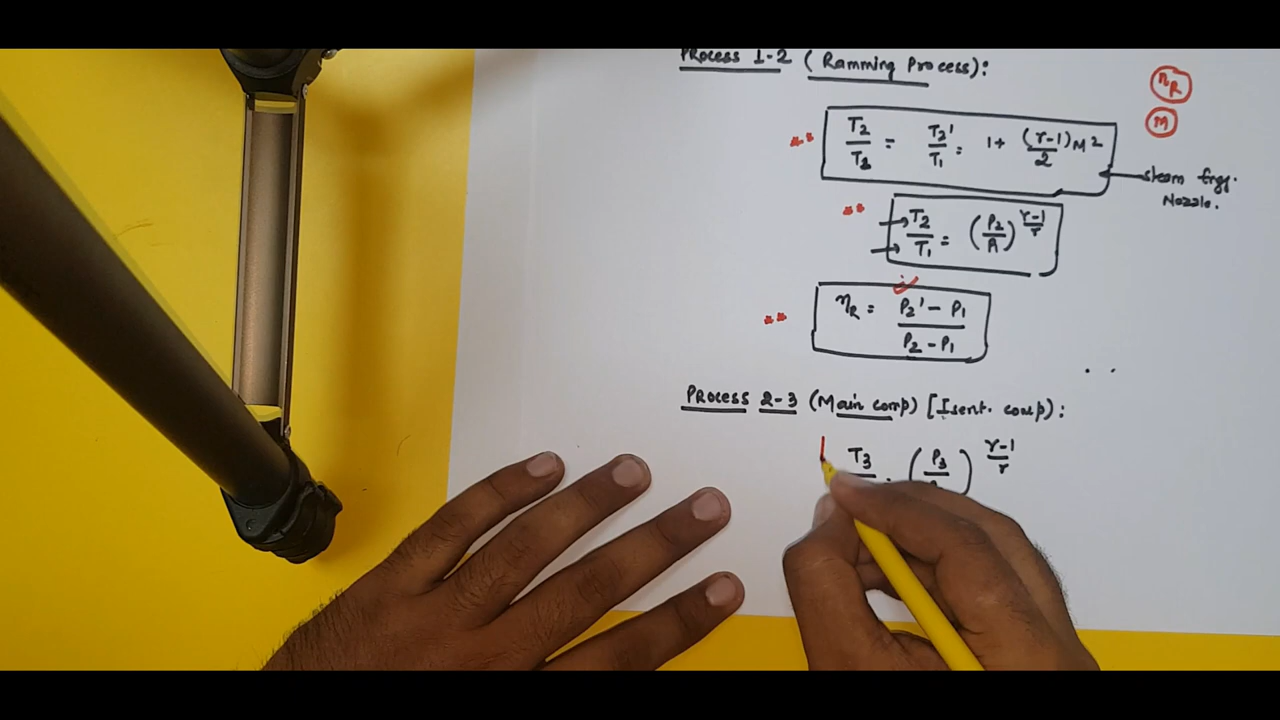 Process 1-2 (Ramming Process):
ηR
M
** T2/T1 = T2'/T1 = 1+ (γ-1)M²/2
Steam Eng.
Nozzle.
** T2/T1 = (P2/P1)^(γ-1/γ)
** ηR = P2' - P1 / P2 - P1
Process 2-3 (Main comp) [Isent. comp):
T3 = (P3/ )^(γ-1/γ)